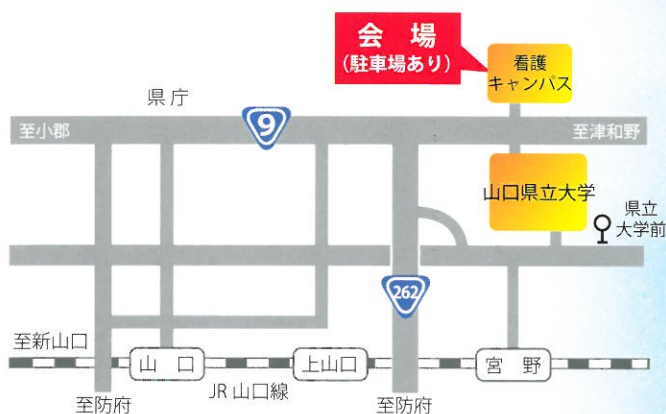 会 場
(駐車場あり)
看護
キャンパス
県庁
至小郡
9
至津和野
山口県立大学
県立
大学前
262
至新山口
山 口
上山口
宮 野
JR山口線
至防府
至防府